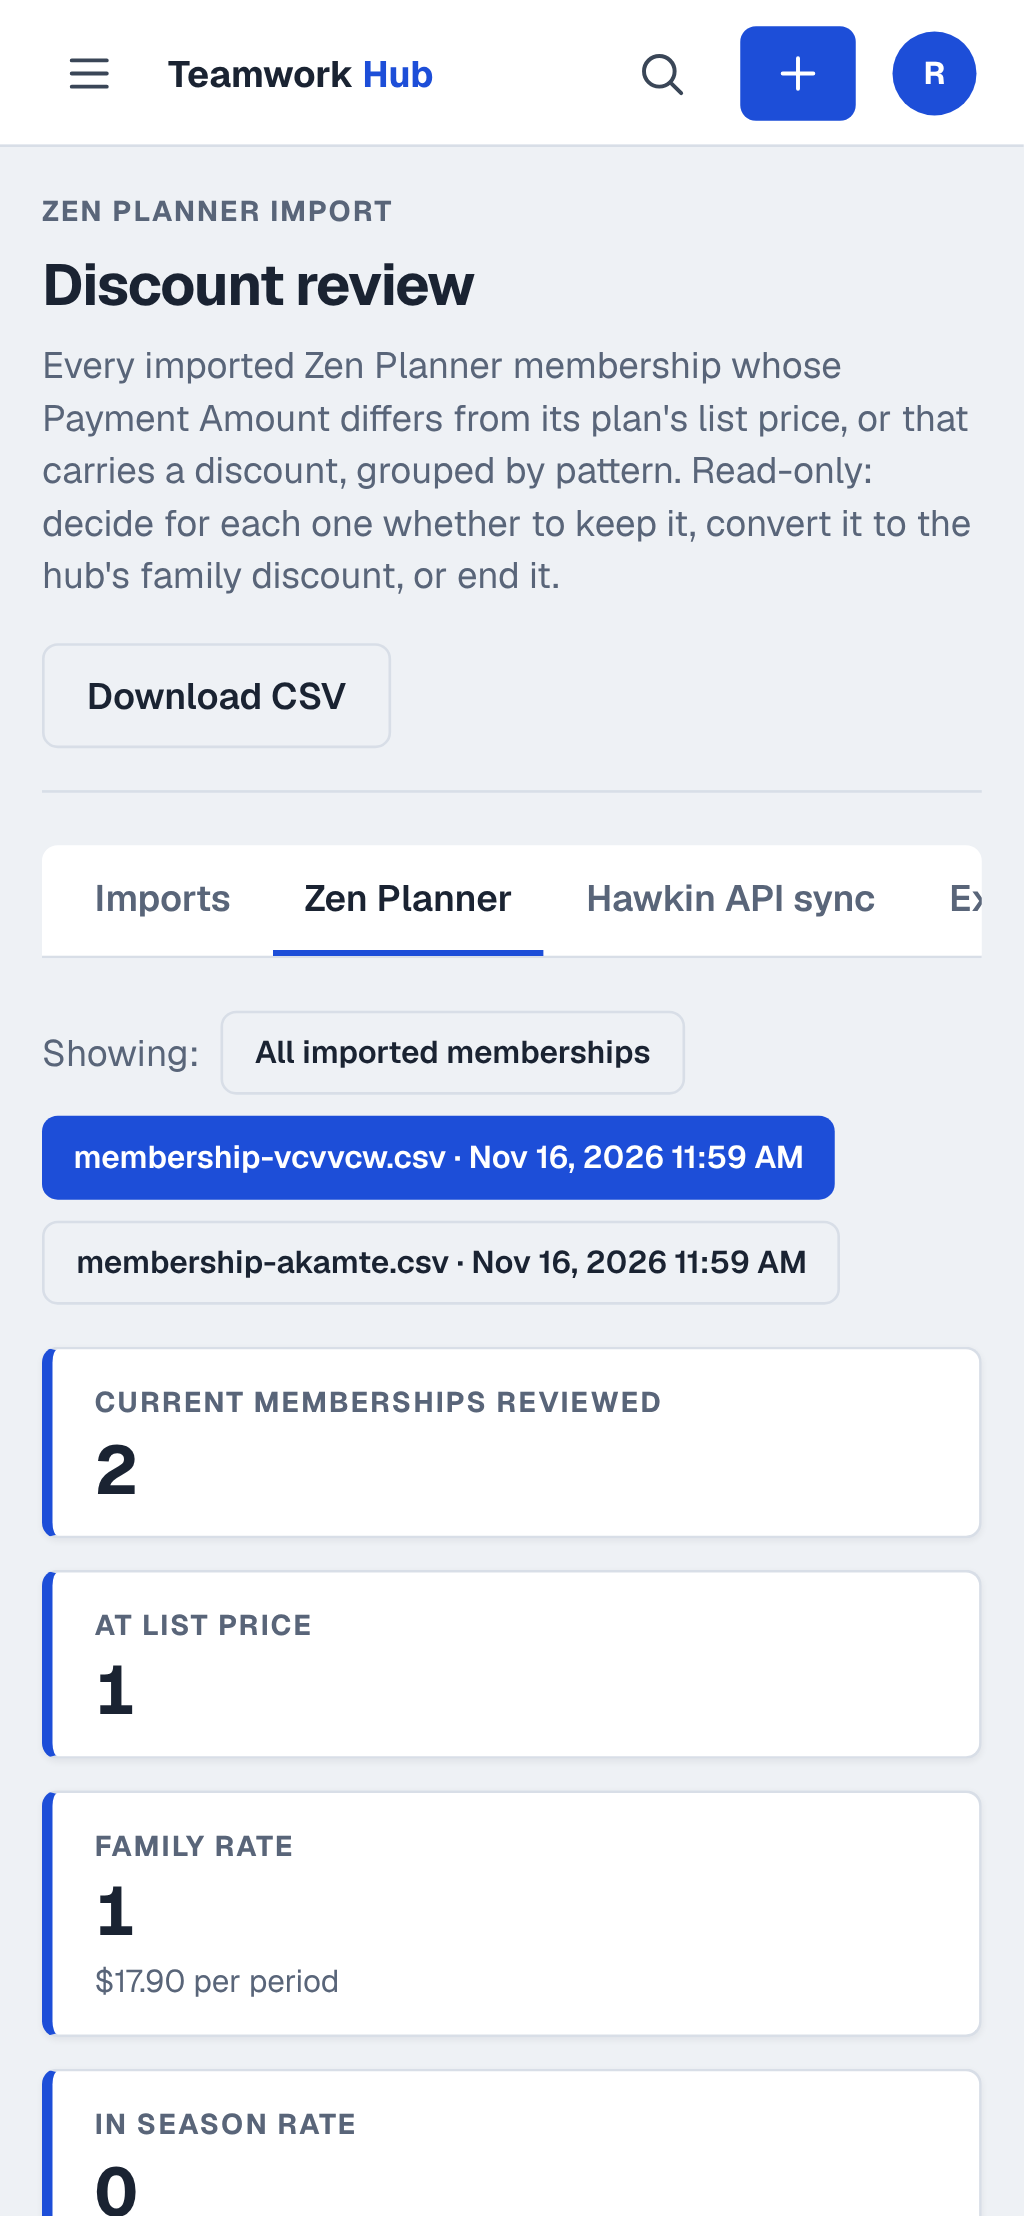 Teamwork Hub
R
ZEN PLANNER IMPORT
Discount review
Every imported Zen Planner membership whose
Payment Amount differs from its plan's list price, or that
carries a discount, grouped by pattern. Read-only:
decide for each one whether to keep it, convert it to the
hub's family discount, or end it.
Download CSV
Imports Zen Planner Hawkin API sync
Showing: All imported memberships
membership-vcvvcw.csv · Nov 16, 2026 11:59 AM
membership-akamte.csv · Nov 16, 2026 11:59 AM
CURRENT MEMBERSHIPS REVIEWED
2
AT LIST PRICE
1
FAMILY RATE
1
$17.90 per period
IN SEASON RATE
0